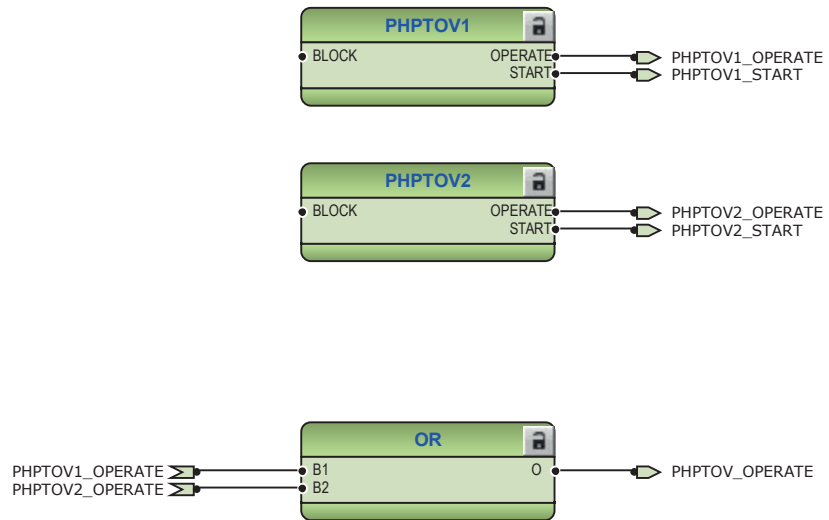 PHPTOV1
BLOCK OPERATE PHPTOV1_OPERATE
START PHPTOV1_START
PHPTOV2
BLOCK OPERATE PHPTOV2_OPERATE
START PHPTOV2_START
OR
PHPTOV1_OPERATE B1 O PHPTOV_OPERATE
PHPTOV2_OPERATE B2